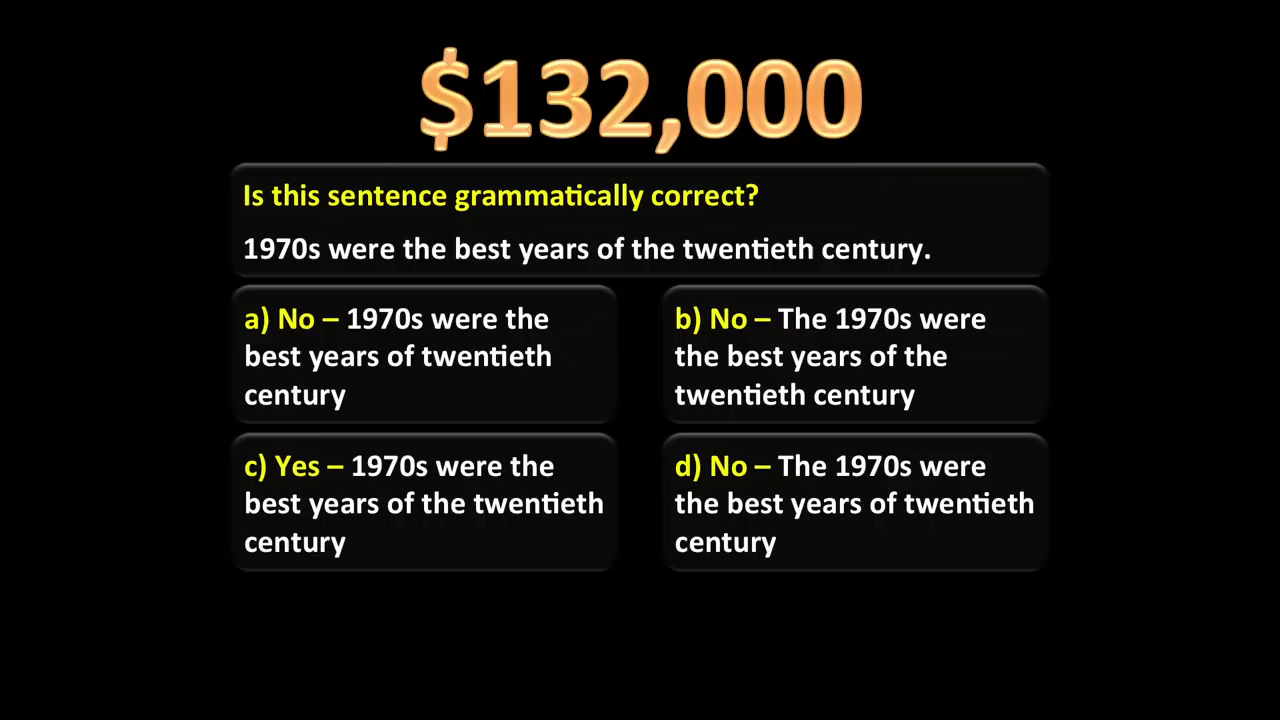 $132,000
Is this sentence grammatically correct?
1970s were the best years of the twentieth century.
a) No – 1970s were the
best years of twentieth
century
b) No – The 1970s were
the best years of the
twentieth century
c) Yes – 1970s were the
best years of the twentieth
century
d) No – The 1970s were
the best years of twentieth
century